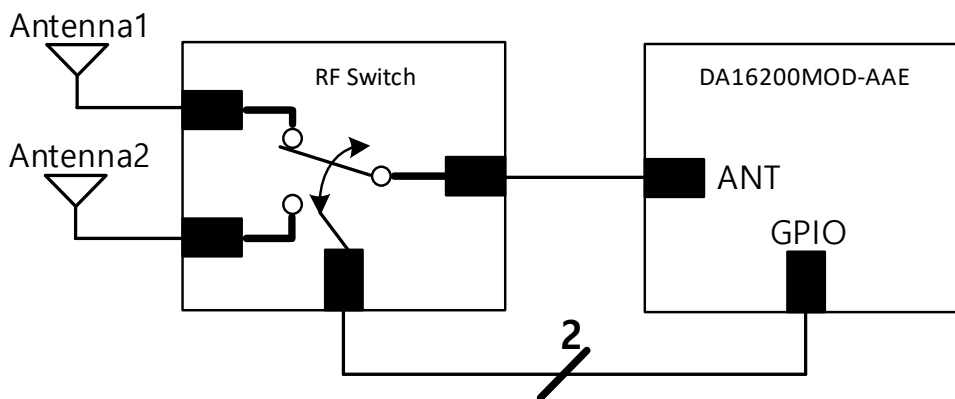 Antenna1
RF Switch
DA16200MOD-AAE
Antenna2
ANT
GPIO
2